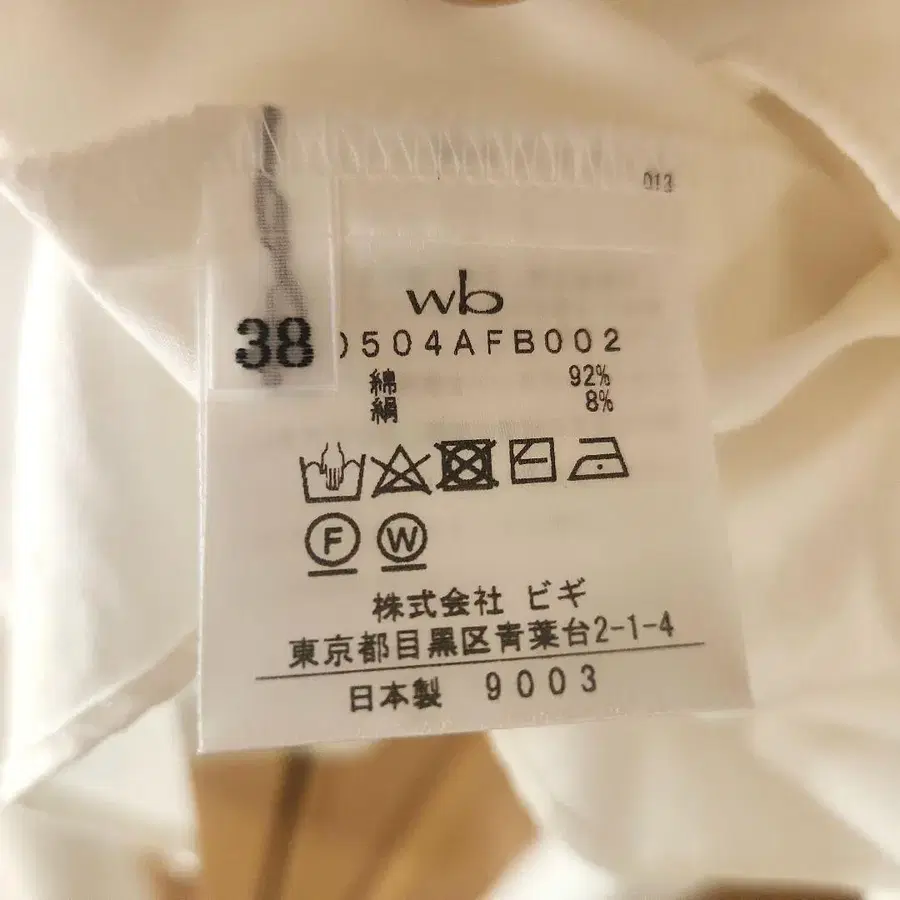 013
wb
38
0504AFB002
綿 92%
絹 8%
F W
株式会社 ビギ
東京都目黒区青葉台2-1-4
日本製 9003